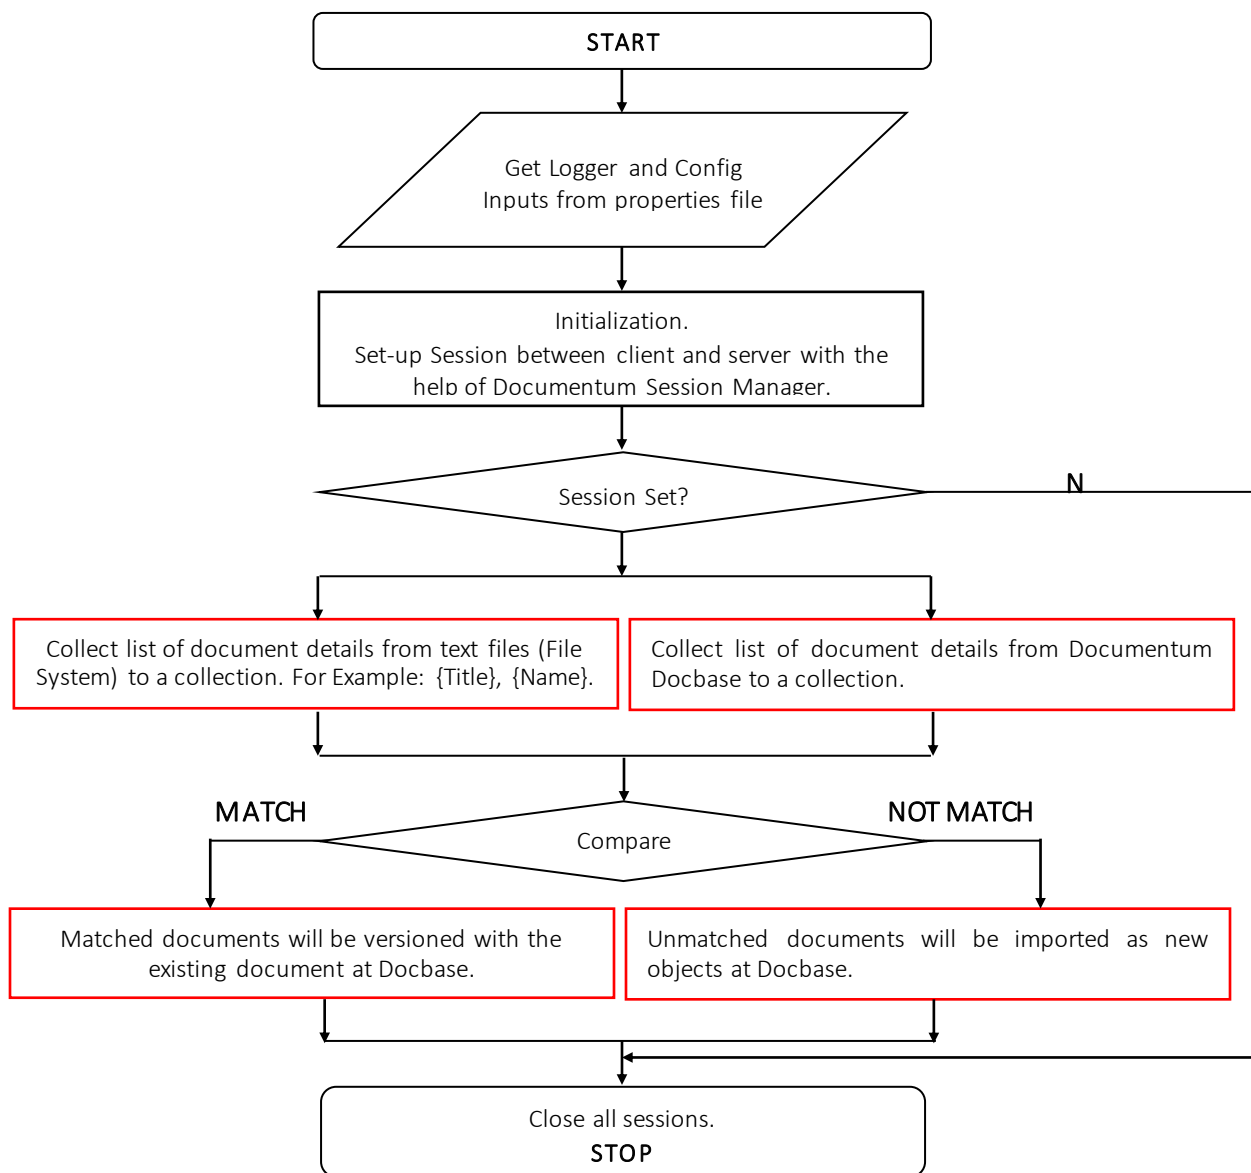 START
Get Logger and Config
Inputs from properties file
Initialization.
Set-up Session between client and server with the
help of Documentum Session Manager.
Session Set?
N
Collect list of document details from text files (File
System) to a collection. For Example: {Title}, {Name}.
Collect list of document details from Documentum
Docbase to a collection.
MATCH
NOT MATCH
Compare
Matched documents will be versioned with the
existing document at Docbase.
Unmatched documents will be imported as new
objects at Docbase.
Close all sessions.
STOP